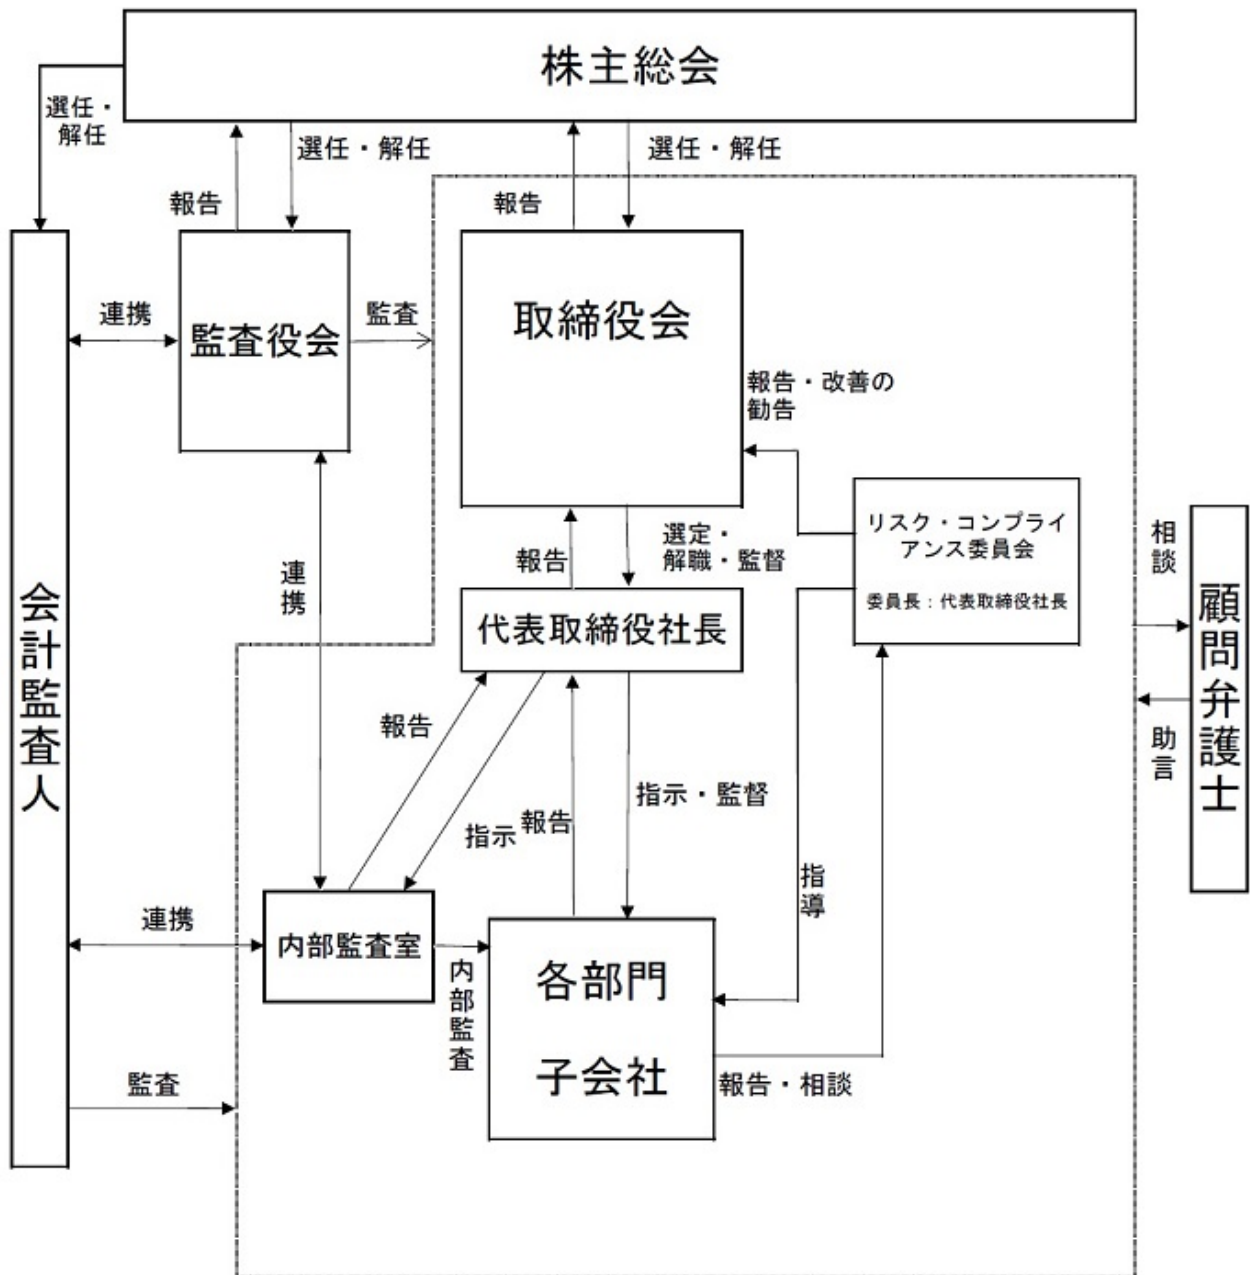 株主総会
選任・
解任
選任・解任
選任・解任
報告
報告
連携
監査役会
監査
取締役会
報告・改善の
勧告
リスク・コンプライ
アンス委員会
委員長：代表取締役社長
選定・
解職・監督
報告
連携
代表取締役社長
会計監査人
相談
顧問弁護士
助言
報告
指示
報告
指示・監督
指導
連携
内部監査室
内部監査
各部門
子会社
監査
報告・相談